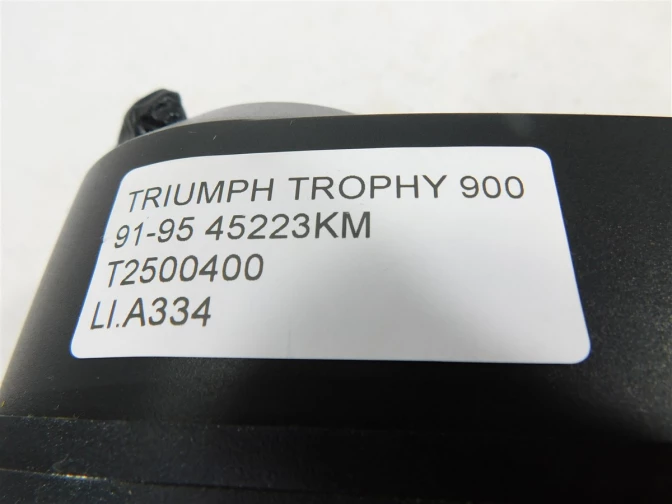 TRIUMPH TROPHY 900
91-95 45223KM
T2500400
LI.A334